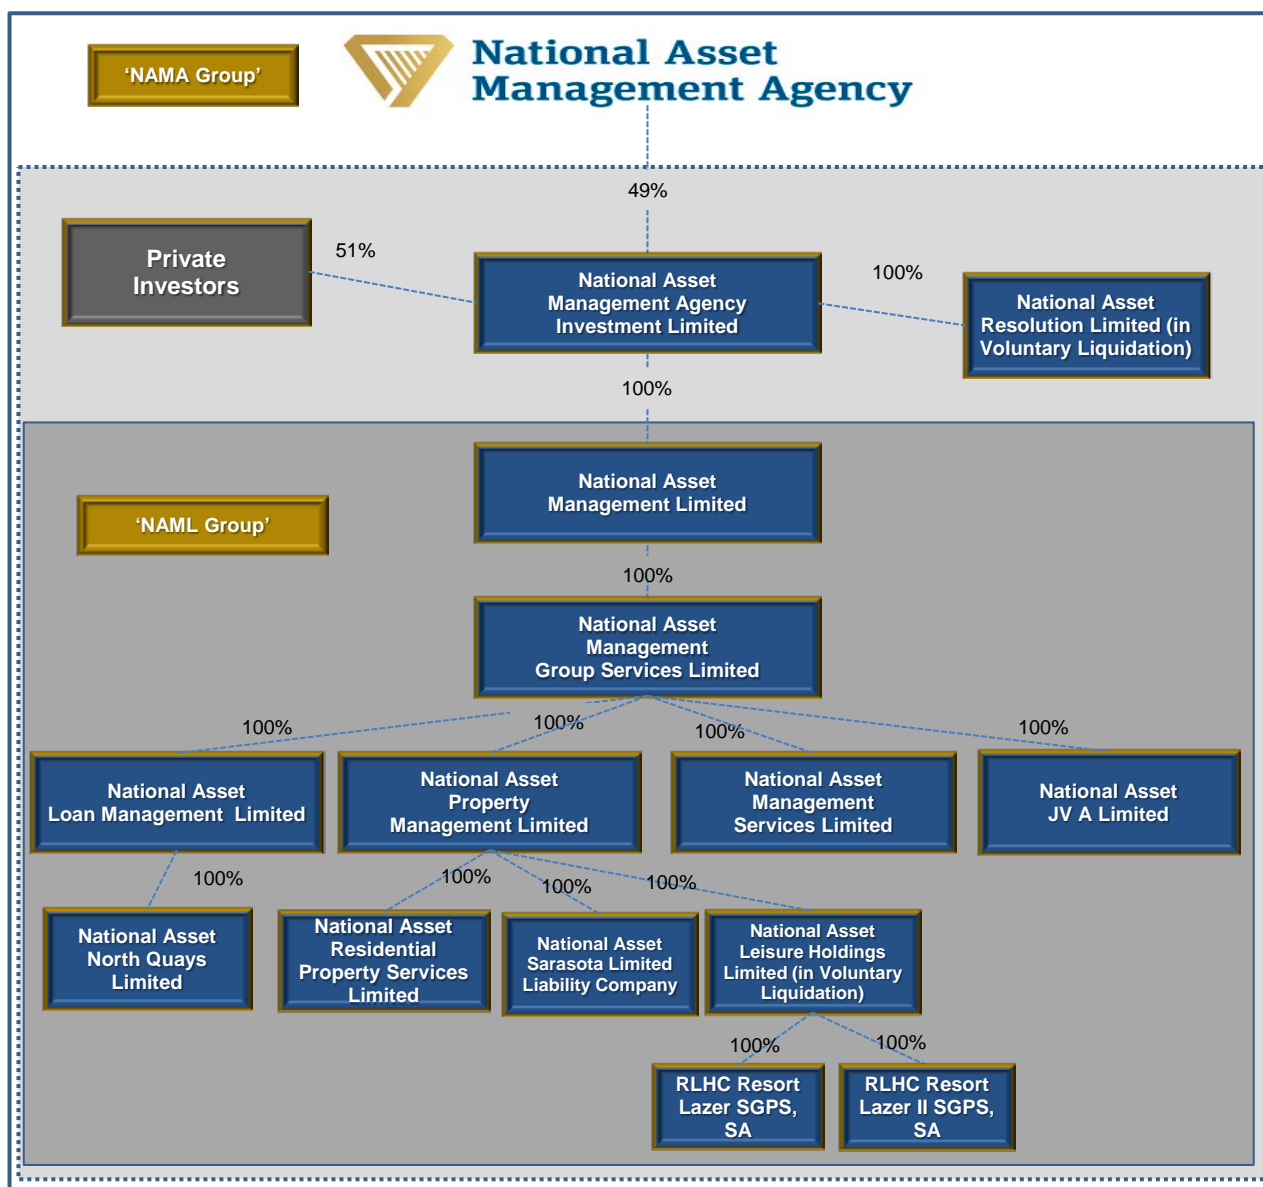 ‘NAMA Group’
National Asset
Management Agency
49%
Private
Investors
51%
National Asset
Management Agency
Investment Limited
100%
National Asset
Resolution Limited (in
Voluntary Liquidation)
100%
National Asset
Management Limited
‘NAML Group’
100%
National Asset
Management
Group Services Limited
100%
100%
100%
100%
National Asset
Loan Management  Limited
National Asset
Property
Management Limited
National Asset
Management
Services Limited
National Asset
JV A Limited
100%
100%
100%
100%
National Asset
North Quays
Limited
National Asset
Residential
Property Services
Limited
National Asset
Sarasota Limited
Liability Company
National Asset
Leisure Holdings
Limited (in Voluntary
Liquidation)
100%
100%
RLHC Resort
Lazer SGPS,
SA
RLHC Resort
Lazer II SGPS,
SA